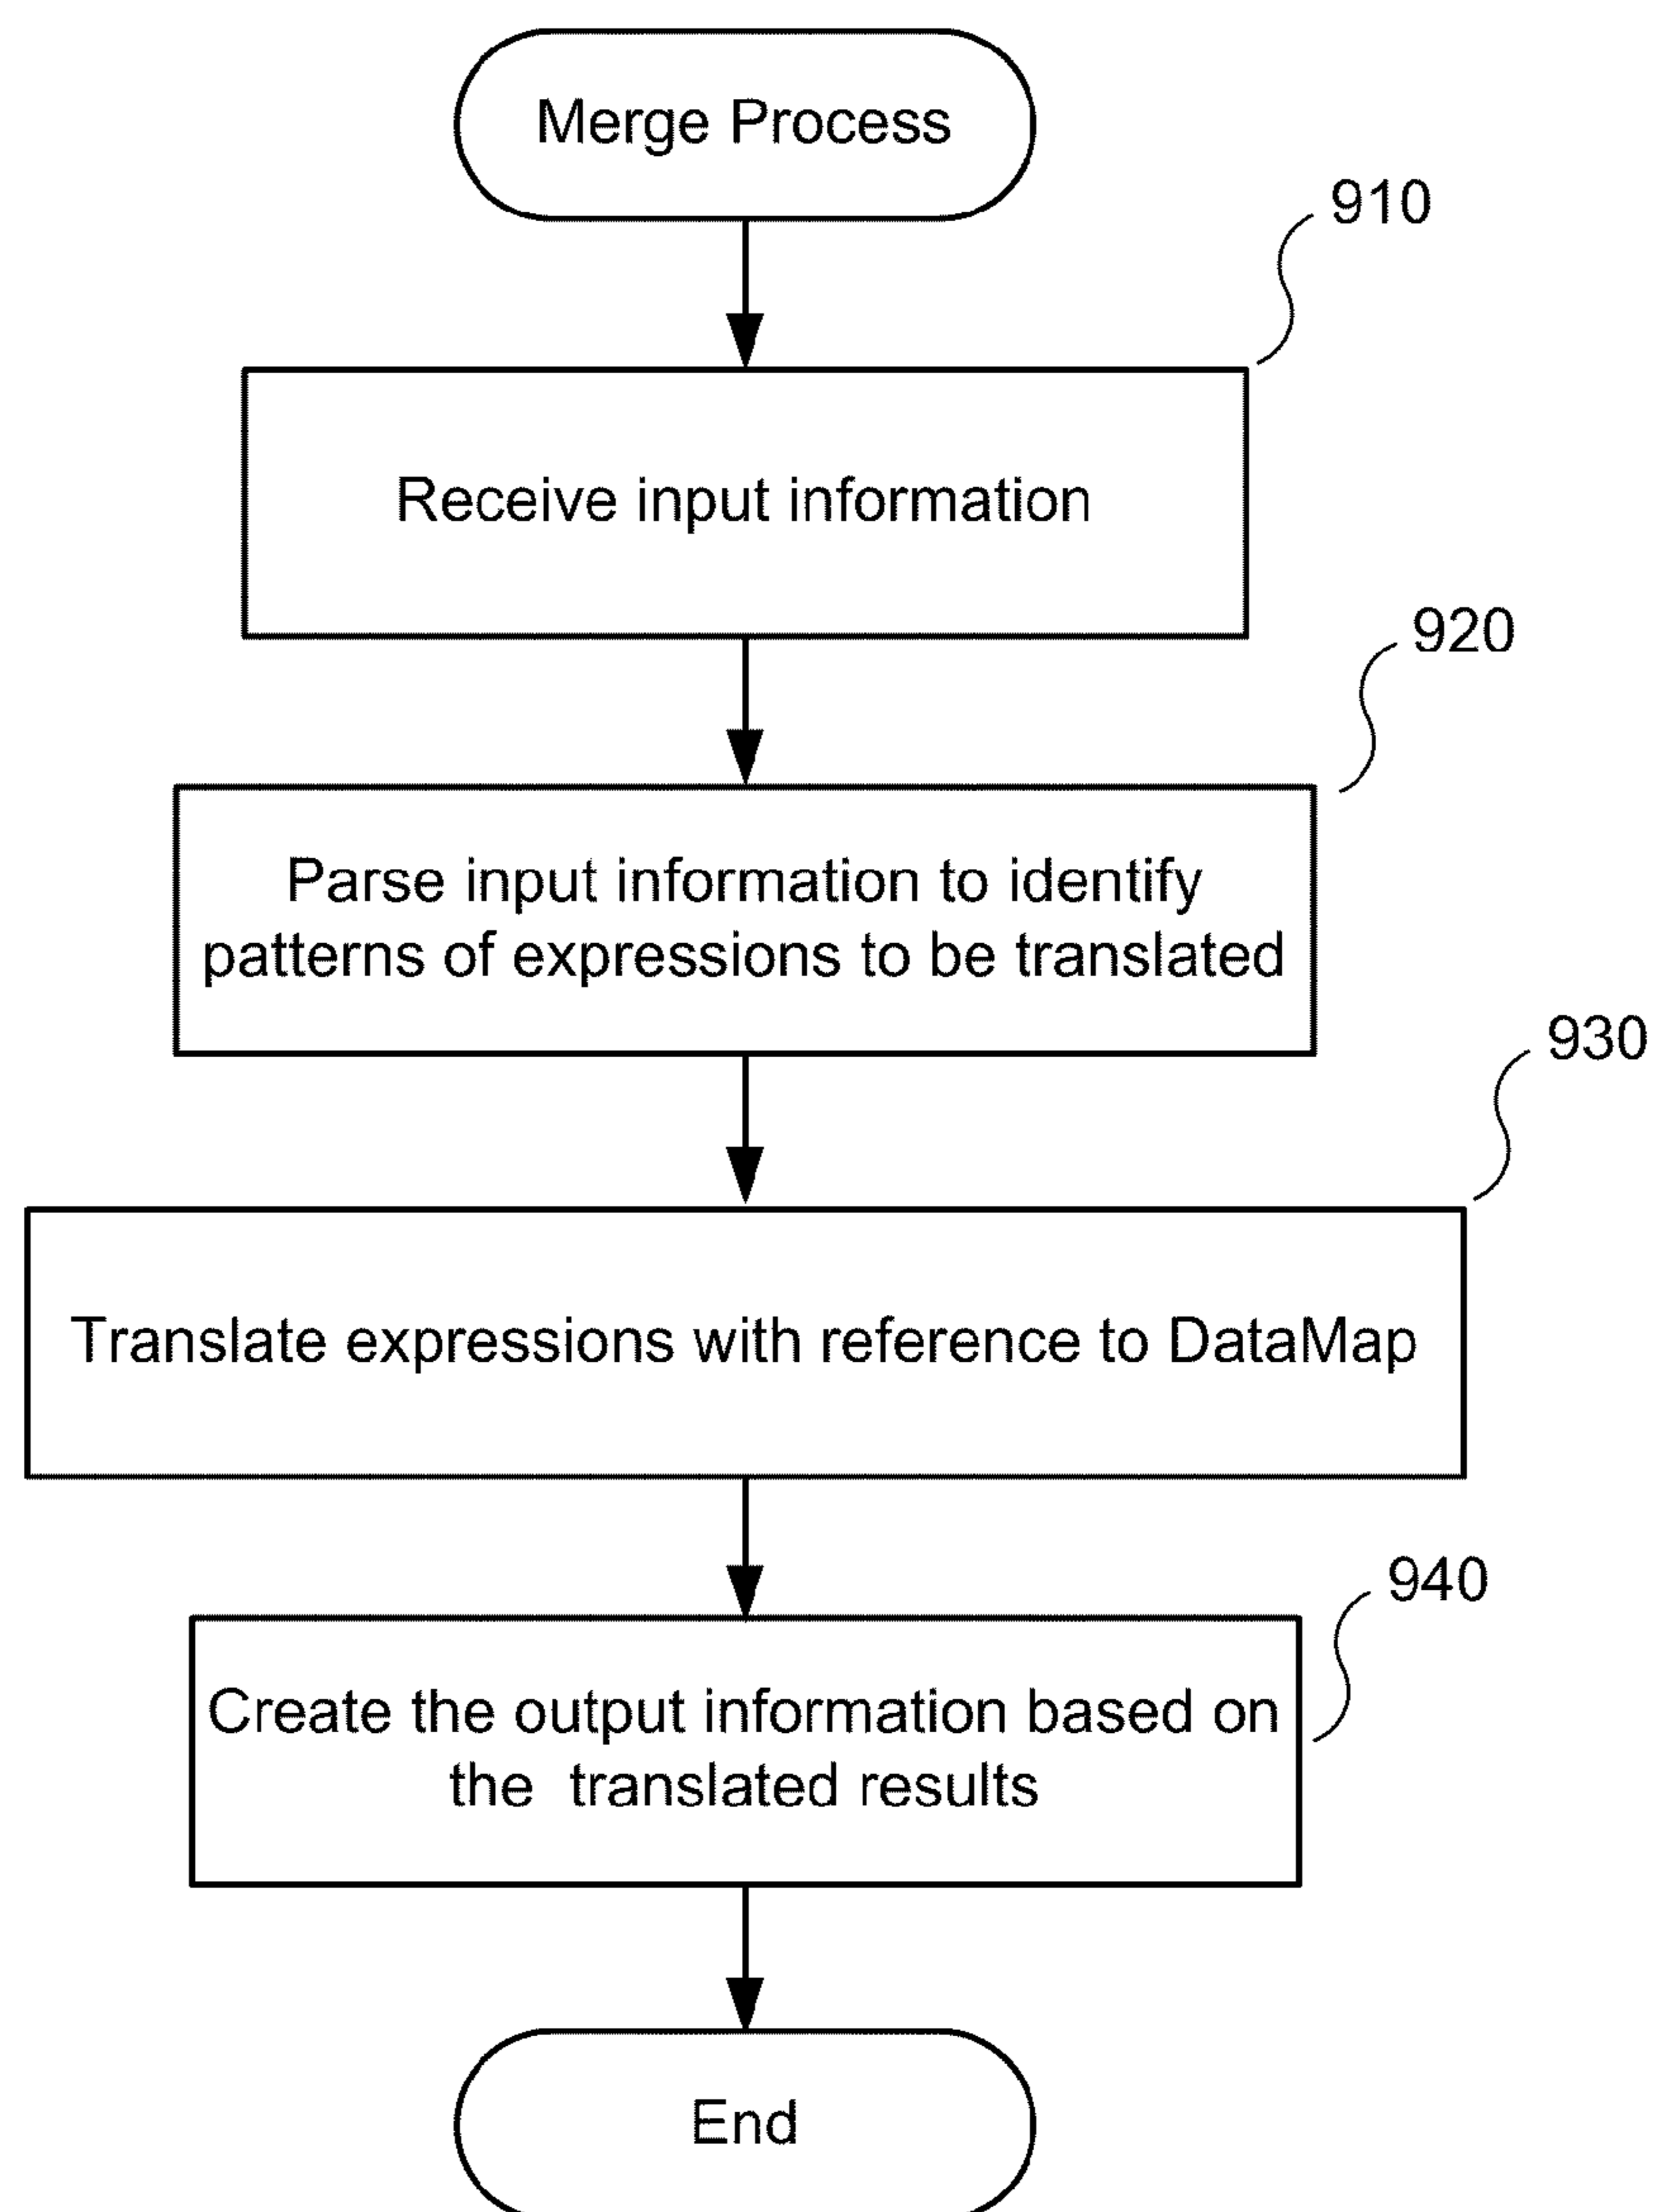 Merge Process
910
Receive input information
920
Parse input information to identify
patterns of expressions to be translated
930
Translate expressions with reference to DataMap
940
Create the output information based on
the  translated results
End